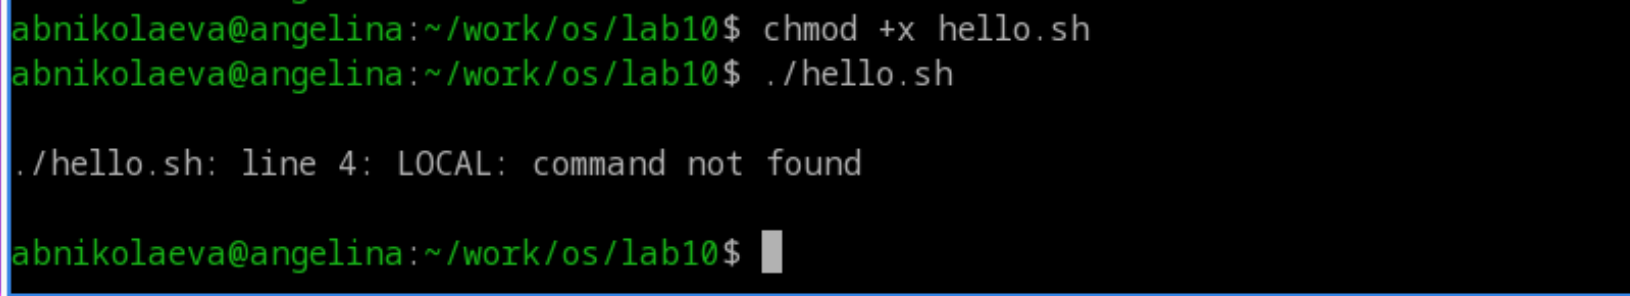 abnikolaeva@angelina:~/work/os/lab10$ chmod +x hello.sh
abnikolaeva@angelina:~/work/os/lab10$ ./hello.sh
./hello.sh: line 4: LOCAL: command not found
abnikolaeva@angelina:~/work/os/lab10$